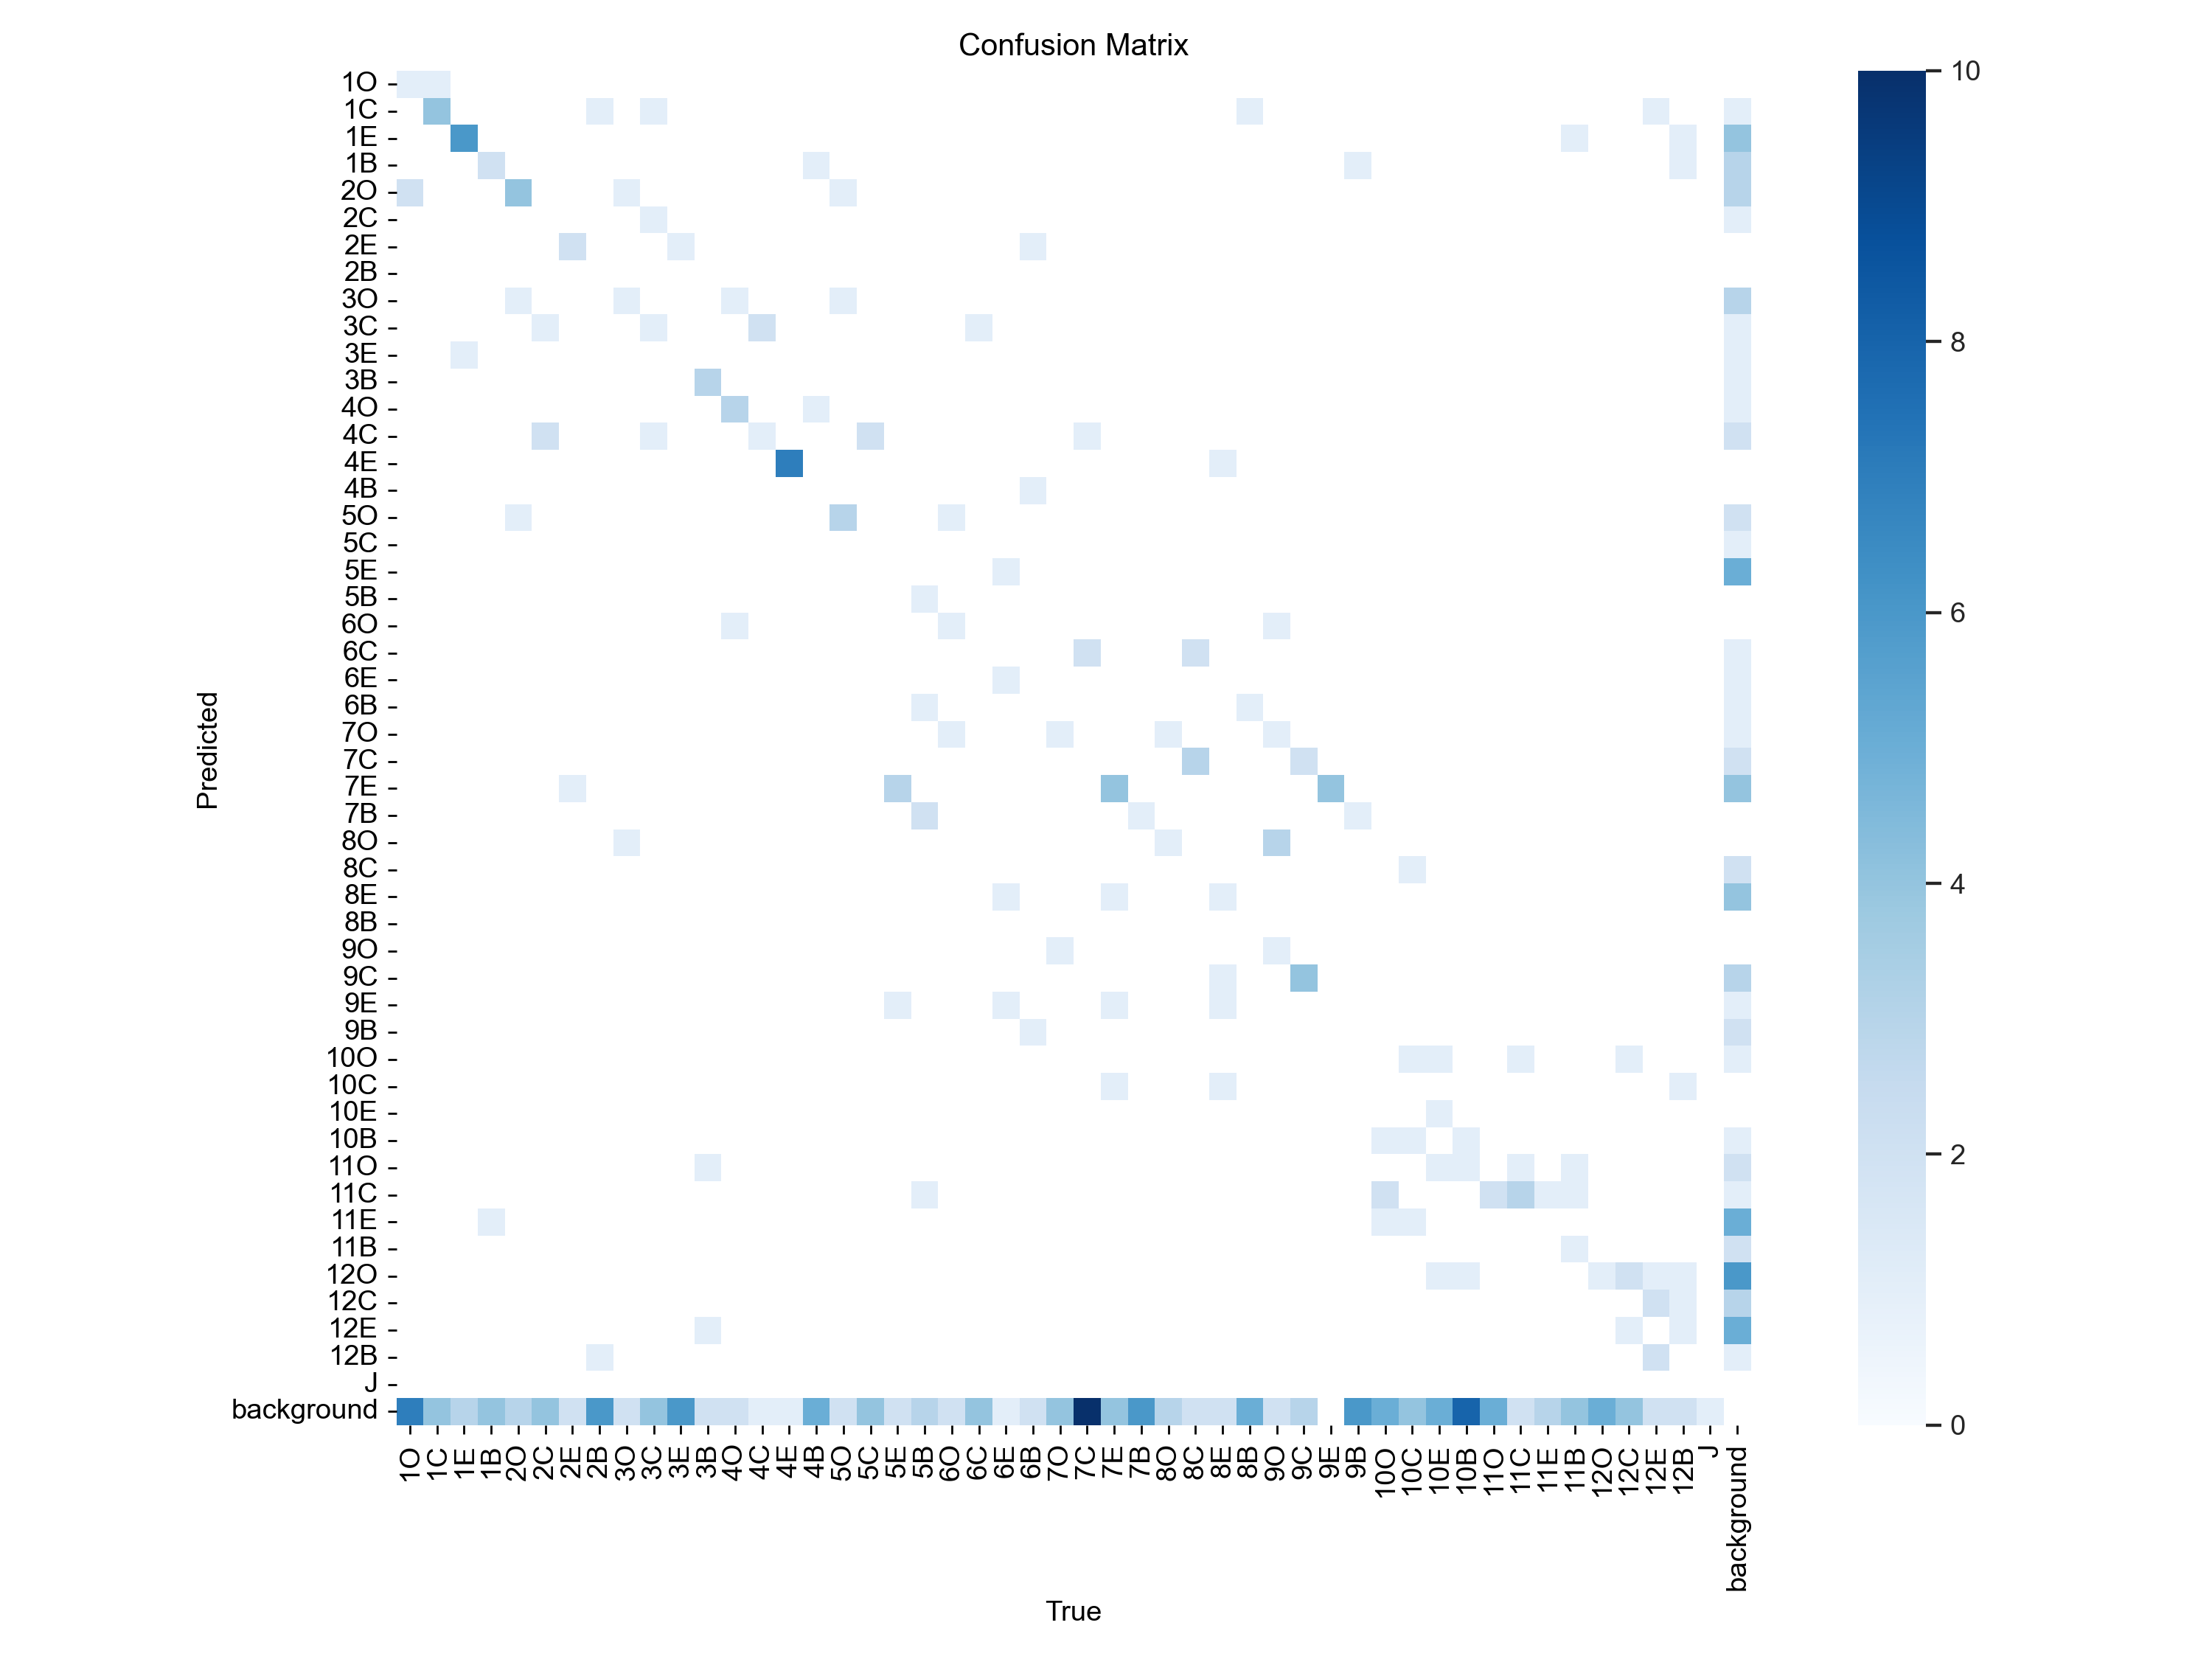 Confusion Matrix
Predicted
1O
1C
1E
1B
2O
2C
2E
2B
3O
3C
3E
3B
4O
4C
4E
4B
5O
5C
5E
5B
6O
6C
6E
6B
7O
7C
7E
7B
8O
8C
8E
8B
9O
9C
9E
9B
10O
10C
10E
10B
11O
11C
11E
11B
12O
12C
12E
12B
J
background
1O 1C 1E 1B 2O 2C 2E 2B 3O 3C 3E 3B 4O 4C 4E 4B 5O 5C 5E 5B 6O 6C 6E 6B 7O 7C 7E 7B 8O 8C 8E 8B 9O 9C 9E 9B 10O 10C 10E 10B 11O 11C 11E 11B 12O 12C 12E 12B J background
True
10
8
6
4
2
0